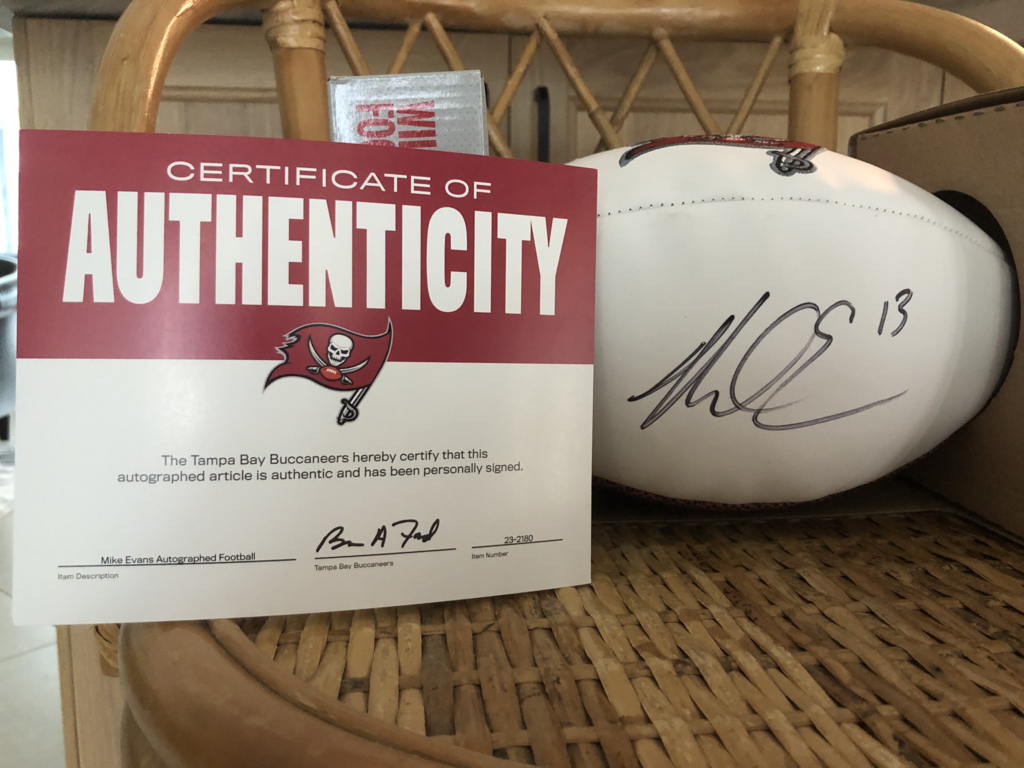 CERTIFICATE OF
AUTHENTICITY
The Tampa Bay Buccaneers hereby certify that this
autographed article is authentic and has been personally signed.
Mike Evans Autographed Football
Item Description
Tampa Bay Buccaneers
23-2180
Item Number
13